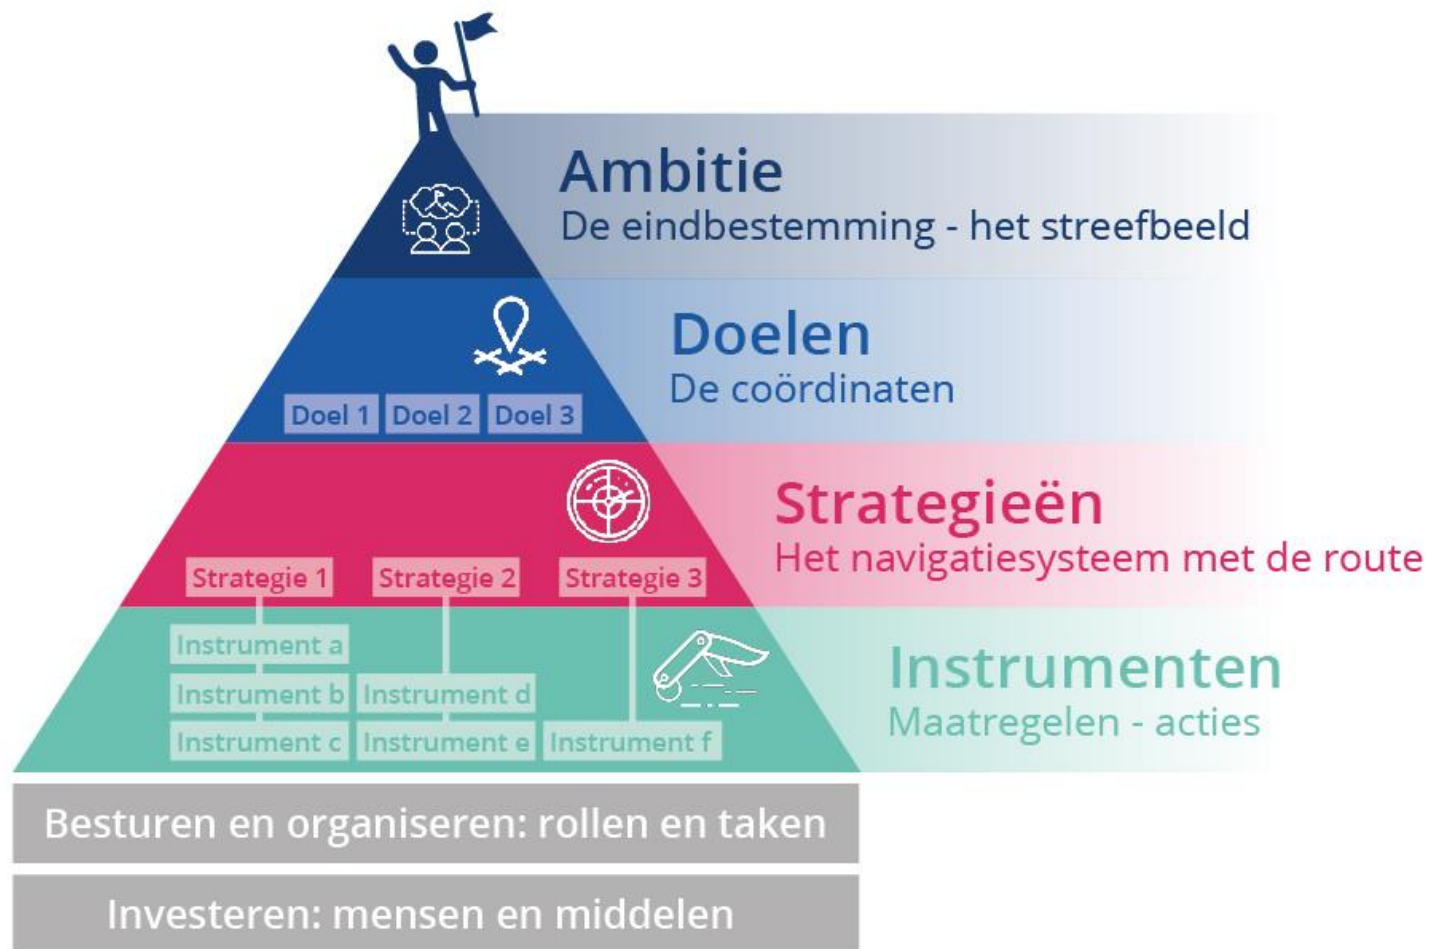 Ambitie
De eindbestemming - het streefbeeld
Doelen
De coördinaten
Doel 1 Doel 2 Doel 3
Strategieën
Het navigatiesysteem met de route
Strategie 1 Strategie 2 Strategie 3
Instrumenten
Maatregelen - acties
Instrument a
Instrument b Instrument d
Instrument c Instrument e Instrument f
Besturen en organiseren: rollen en taken
Investeren: mensen en middelen